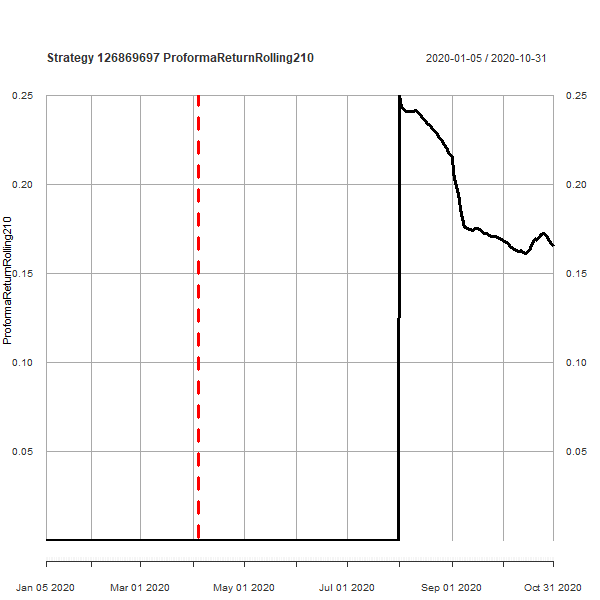 Strategy 126869697 ProformaReturnRolling210
2020-01-05 / 2020-10-31
0.25
0.25
0.20
0.20
0.15
0.15
0.10
0.10
0.05
0.05
ProformaReturnRolling210
Jan 05 2020
Mar 01 2020
May 01 2020
Jul 01 2020
Sep 01 2020
Oct 31 2020